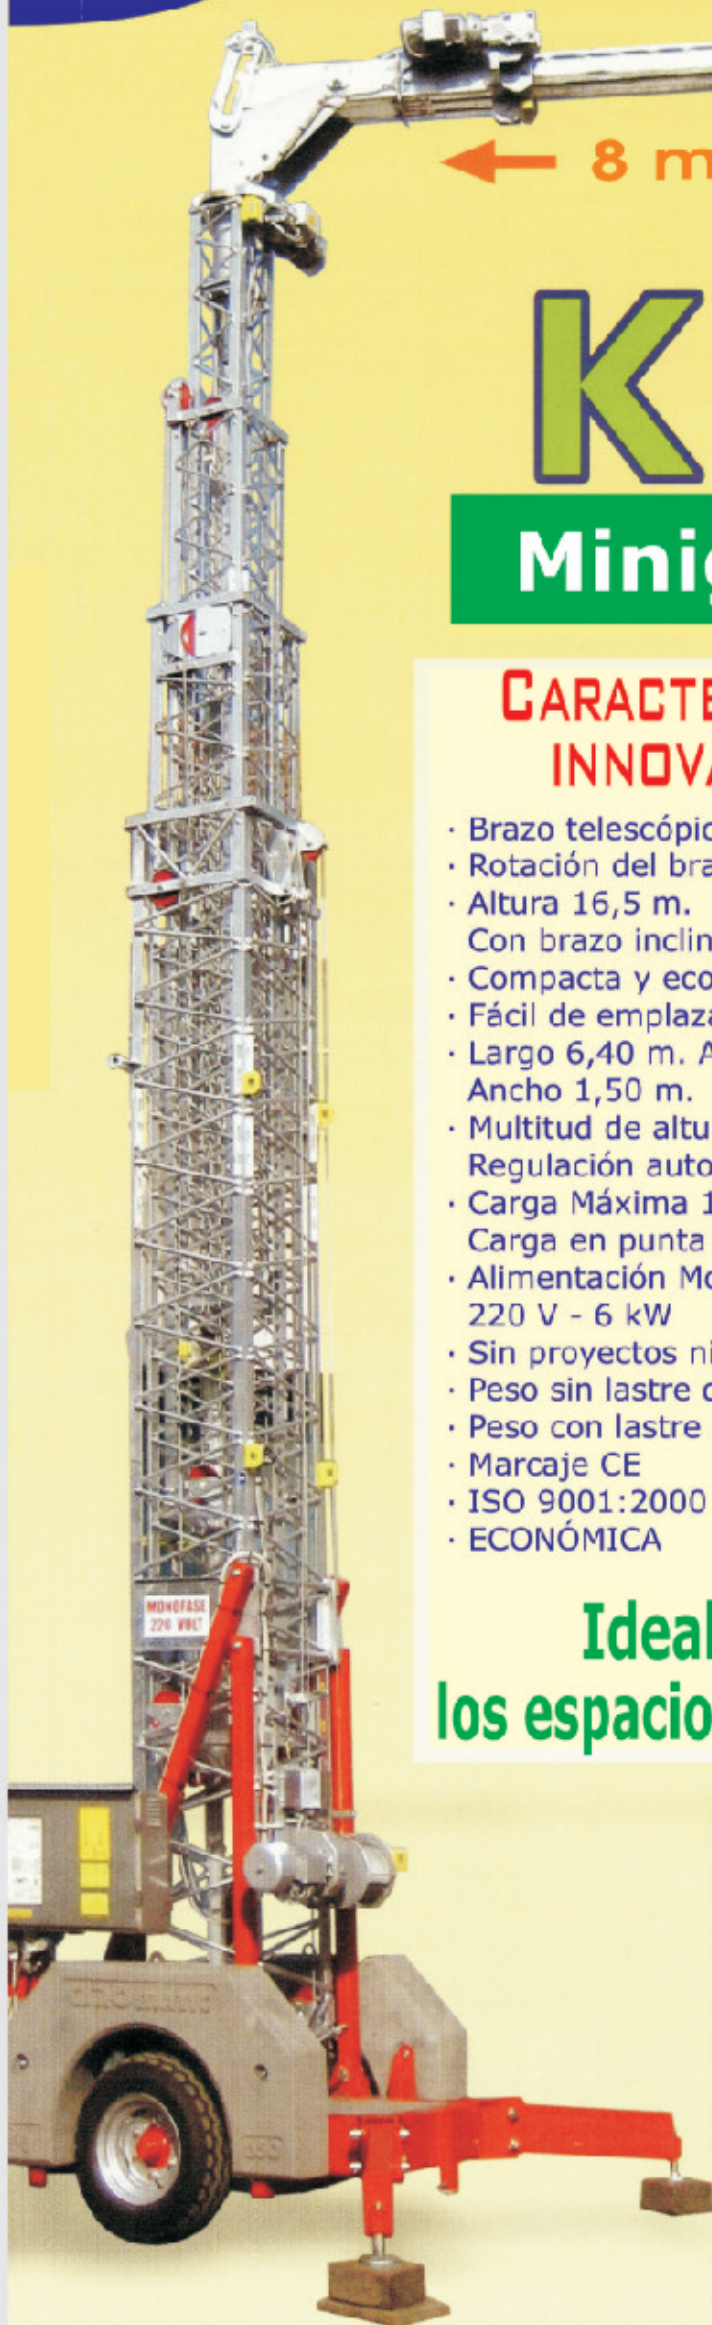 8 m
K
Minig
CARACTE
INNOVA
· Brazo telescópic
· Rotación del bra
· Altura 16,5 m.
Con brazo inclin
· Compacta y eco
· Fácil de emplaza
· Largo 6,40 m. A
Ancho 1,50 m.
· Multitud de altu
Regulación auto
· Carga Máxima 1
Carga en punta
· Alimentación Mo
220 V - 6 kW
· Sin proyectos ni
· Peso sin lastre d
· Peso con lastre
· Marcaje CE
· ISO 9001:2000
· ECONÓMICA
MONOFASE
220 VOLT
Ideal
los espacio